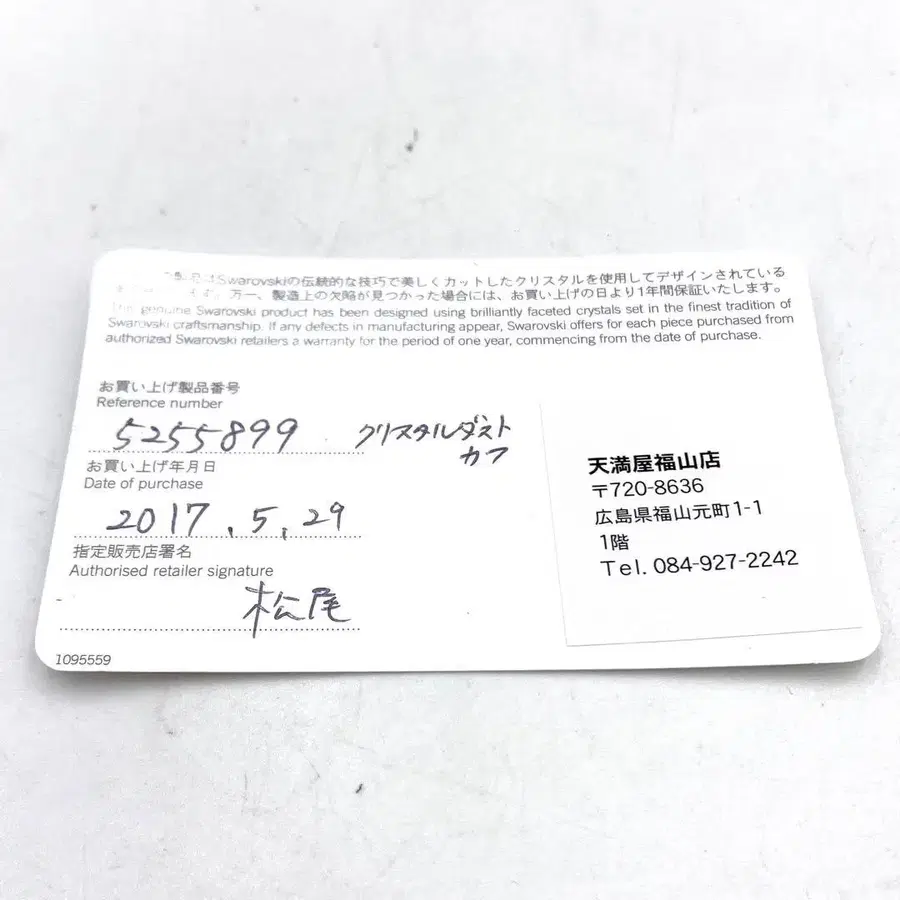 製品はSwarovskiの伝統的な技巧で美しくカットしたクリスタルを使用してデザインされている
ます。万一、製造上の欠陥が見つかった場合には、お買い上げの日より1年間保証いたします。
This genuine Swarovski product has been designed using brilliantly faceted crystals set in the finest tradition of
Swarovski craftsmanship. If any defects in manufacturing appear, Swarovski offers for each piece purchased from
authorized Swarovski retailers a warranty for the period of one year, commencing from the date of purchase.
お買い上げ製品番号
Reference number
5255899 クリスタルダスト
カフ
お買い上げ年月日
Date of purchase
2017.5.29
指定販売店署名
Authorised retailer signature
松尾
1095559
天満屋福山店
〒720-8636
広島県福山元町1-1
1階
Tel. 084-927-2242